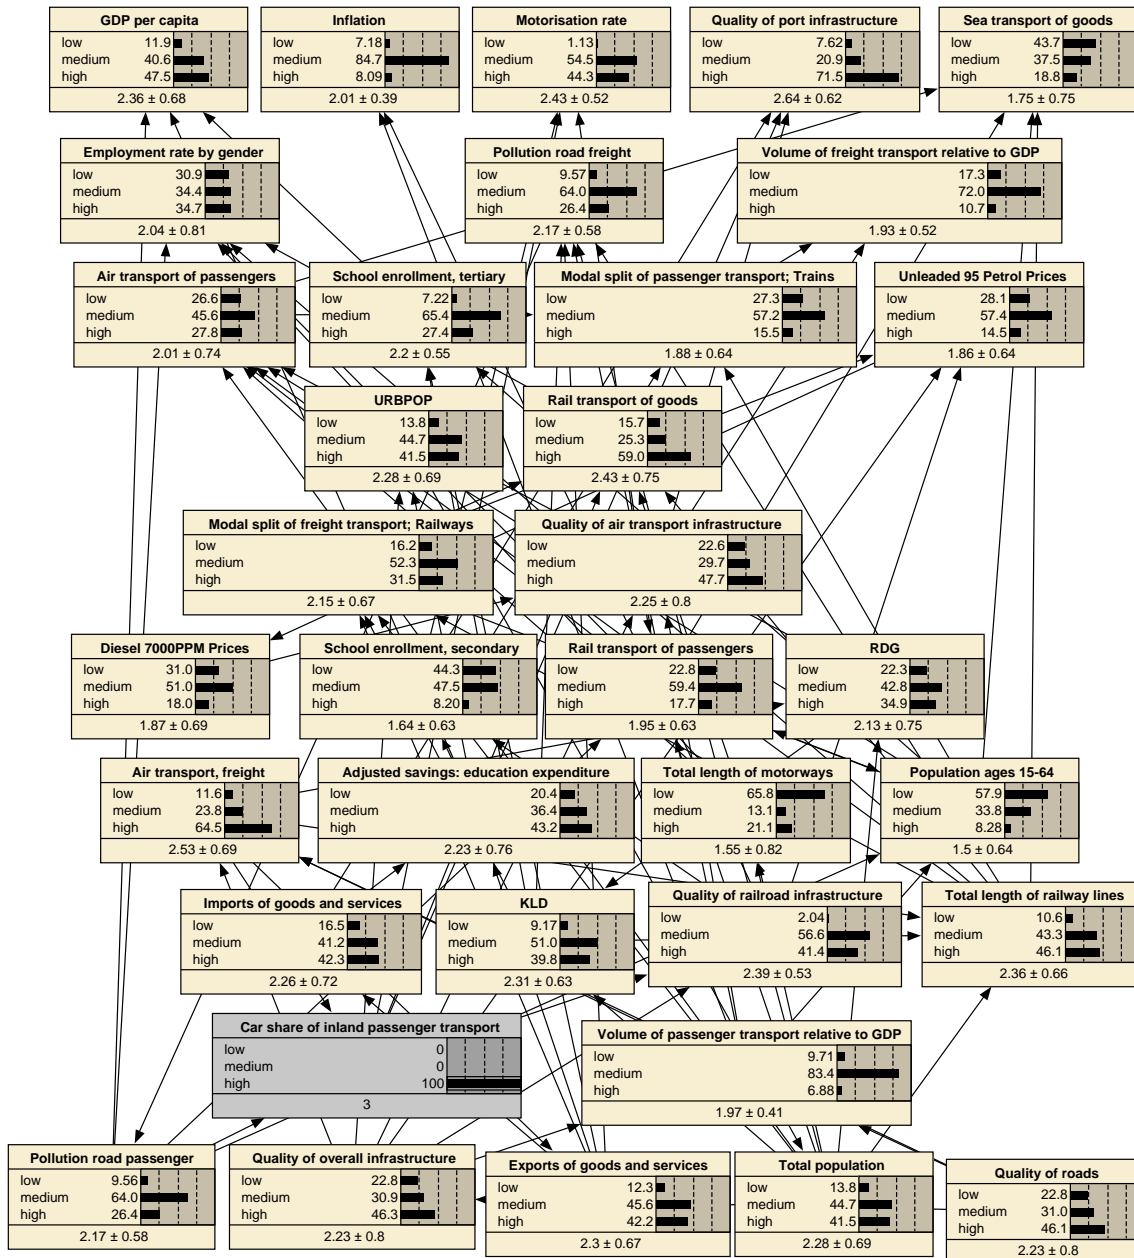 GDP per capita
low 11.9
medium 40.6
high 47.5
2.36 ± 0.68
Inflation
low 7.18
medium 84.7
high 8.09
2.01 ± 0.39
Motorisation rate
low 1.13
medium 54.5
high 44.3
2.43 ± 0.52
Quality of port infrastructure
low 7.62
medium 20.9
high 71.5
2.64 ± 0.62
Sea transport of goods
low 43.7
medium 37.5
high 18.8
1.75 ± 0.75
Employment rate by gender
low 30.9
medium 34.4
high 34.7
2.04 ± 0.81
Pollution road freight
low 9.57
medium 64.0
high 26.4
2.17 ± 0.58
Volume of freight transport relative to GDP
low 17.3
medium 72.0
high 10.7
1.93 ± 0.52
Air transport of passengers
low 26.6
medium 45.6
high 27.8
2.01 ± 0.74
School enrollment, tertiary
low 7.22
medium 65.4
high 27.4
2.2 ± 0.55
Modal split of passenger transport; Trains
low 27.3
medium 57.2
high 15.5
1.88 ± 0.64
Unleaded 95 Petrol Prices
low 28.1
medium 57.4
high 14.5
1.86 ± 0.64
URBPOP
low 13.8
medium 44.7
high 41.5
2.28 ± 0.69
Rail transport of goods
low 15.7
medium 25.3
high 59.0
2.43 ± 0.75
Modal split of freight transport; Railways
low 16.2
medium 52.3
high 31.5
2.15 ± 0.67
Quality of air transport infrastructure
low 22.6
medium 29.7
high 47.7
2.25 ± 0.8
Diesel 7000PPM Prices
low 31.0
medium 51.0
high 18.0
1.87 ± 0.69
School enrollment, secondary
low 44.3
medium 47.5
high 8.20
1.64 ± 0.63
Rail transport of passengers
low 22.8
medium 59.4
high 17.7
1.95 ± 0.63
RDG
low 22.3
medium 42.8
high 34.9
2.13 ± 0.75
Air transport, freight
low 11.6
medium 23.8
high 64.5
2.53 ± 0.69
Adjusted savings: education expenditure
low 20.4
medium 36.4
high 43.2
2.23 ± 0.76
Total length of motorways
low 65.8
medium 13.1
high 21.1
1.55 ± 0.82
Population ages 15-64
low 57.9
medium 33.8
high 8.28
1.5 ± 0.64
Imports of goods and services
low 16.5
medium 41.2
high 42.3
2.26 ± 0.72
KLD
low 9.17
medium 51.0
high 39.8
2.31 ± 0.63
Quality of railroad infrastructure
low 2.04
medium 56.6
high 41.4
2.39 ± 0.53
Total length of railway lines
low 10.6
medium 43.3
high 46.1
2.36 ± 0.66
Car share of inland passenger transport
low 0
medium 0
high 100
3
Volume of passenger transport relative to GDP
low 9.71
medium 83.4
high 6.88
1.97 ± 0.41
Pollution road passenger
low 9.56
medium 64.0
high 26.4
2.17 ± 0.58
Quality of overall infrastructure
low 22.8
medium 30.9
high 46.3
2.23 ± 0.8
Exports of goods and services
low 12.3
medium 45.6
high 42.2
2.3 ± 0.67
Total population
low 13.8
medium 44.7
high 41.5
2.28 ± 0.69
Quality of roads
low 22.8
medium 31.0
high 46.1
2.23 ± 0.8